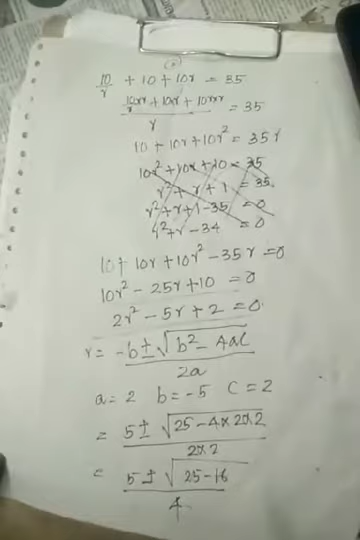 10/r + 10 + 10r = 35
(10×r + 10×r + 10r×r)/r = 35
10 + 10r + 10r² = 35r
10r² + 10r + 10 = 35
r² + r + 1 = 35
r² + r + 1 - 35 = 0
r² + r - 34 = 0
10 + 10r + 10r² - 35r = 0
10r² - 25r + 10 = 0
2r² - 5r + 2 = 0
r = (-b ± √(b² - 4ac))/2a
a = 2 b = -5 c = 2
= (5 ± √(25 - 4×2×2))/2×2
= (5 ± √(25 - 16))/4